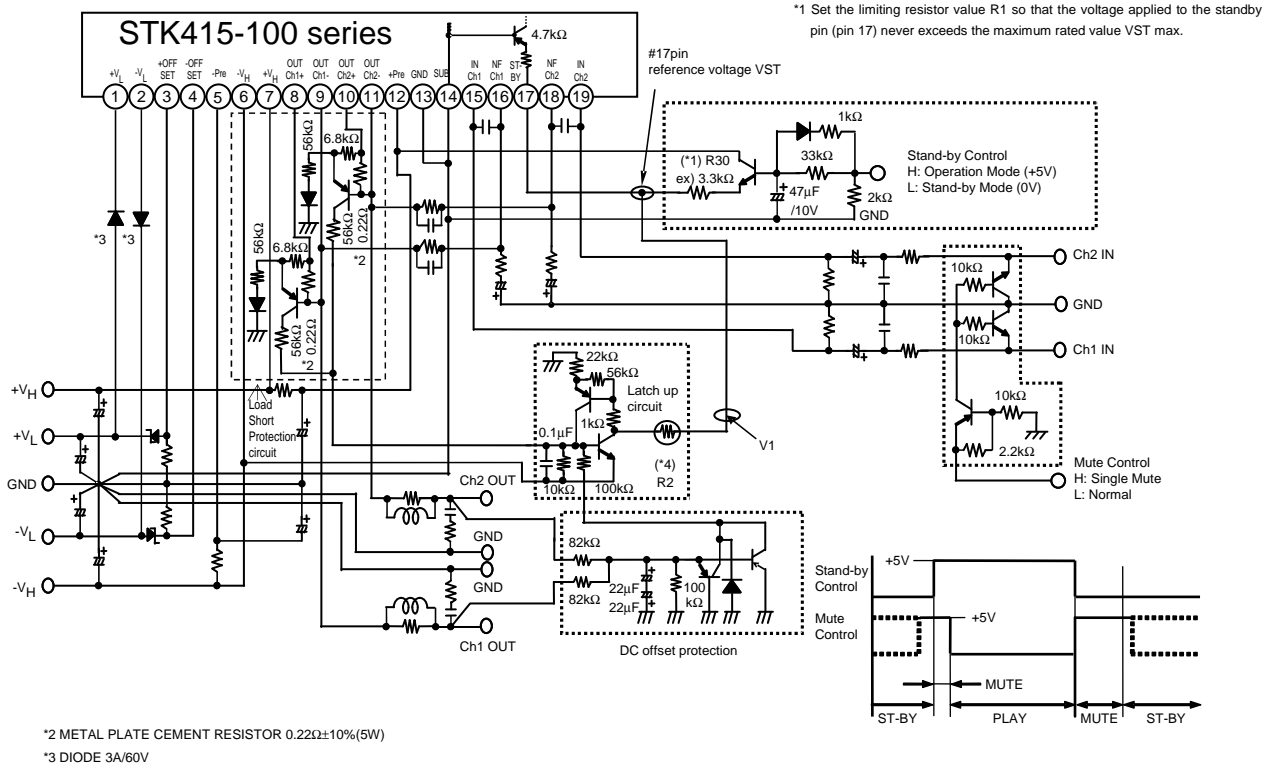 *1 Set the limiting resistor value R1 so that the voltage applied to the standby
pin (pin 17) never exceeds the maximum rated value VST max.
STK415-100 series
4.7kΩ
#17pin
reference voltage VST
+VL
-VL
+OFF
SET
-OFF
SET
-Pre
-VH
+VH
OUT
Ch1+
OUT
Ch1-
OUT
Ch2+
OUT
Ch2-
+Pre
GND
SUB
IN
Ch1
NF
Ch1
ST-
BY
NF
Ch2
IN
Ch2
1 2 3 4 5 6 7 8 9 10 11 12 13 14 15 16 17 18 19
56kΩ
6.8kΩ
56kΩ
0.22Ω
*2
*3
*3
56kΩ
6.8kΩ
56kΩ
0.22Ω
*2
(*1) R30
ex) 3.3kΩ
1kΩ
33kΩ
47μF
/10V
2kΩ
GND
Stand-by Control
H: Operation Mode (+5V)
L: Stand-by Mode (0V)
Ch2 IN
GND
Ch1 IN
10kΩ
10kΩ
10kΩ
2.2kΩ
Mute Control
H: Single Mute
L: Normal
+VH
+VL
GND
-VL
-VH
Load
Short
Protection
circuit
22kΩ
56kΩ
Latch up
circuit
1kΩ
0.1μF
10kΩ
100kΩ
(*4)
R2
V1
Ch2 OUT
GND
GND
Ch1 OUT
82kΩ
82kΩ
22μF
22μF
100
kΩ
DC offset protection
Stand-by
Control
+5V
Mute
Control
+5V
MUTE
ST-BY
PLAY
MUTE
ST-BY
*2 METAL PLATE CEMENT RESISTOR 0.22Ω±10%(5W)
*3 DIODE 3A/60V